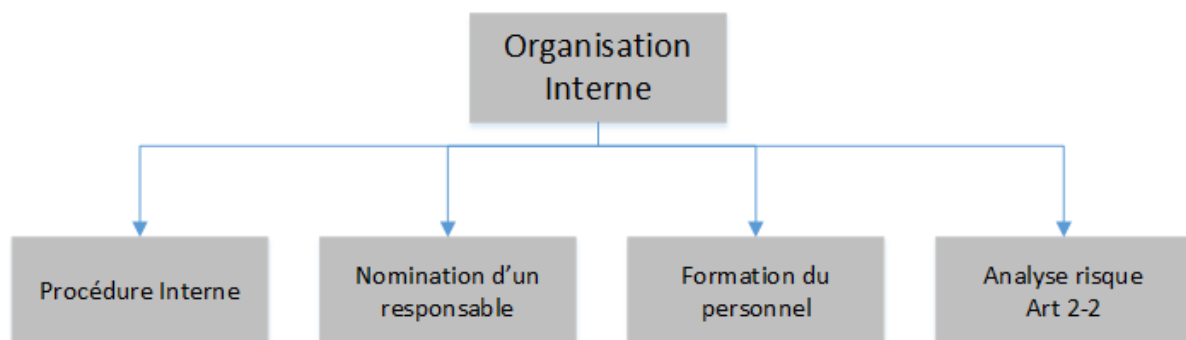 Organisation
Interne
Procédure Interne
Nomination d’un
responsable
Formation du
personnel
Analyse risque
Art 2-2